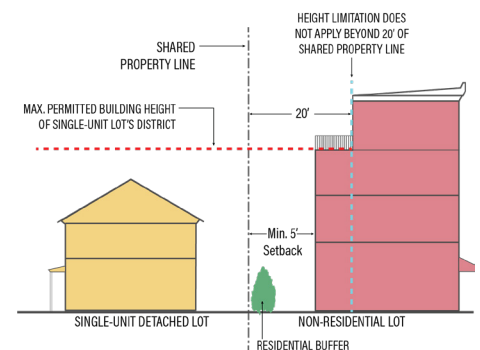 HEIGHT LIMITATION DOES
NOT APPLY BEYOND 20' OF
SHARED PROPERTY LINE
SHARED
PROPERTY LINE
MAX. PERMITTED BUILDING HEIGHT
OF SINGLE-UNIT LOT'S DISTRICT
20'
Min. 5'
Setback
SINGLE-UNIT DETACHED LOT
NON-RESIDENTIAL LOT
RESIDENTIAL BUFFER